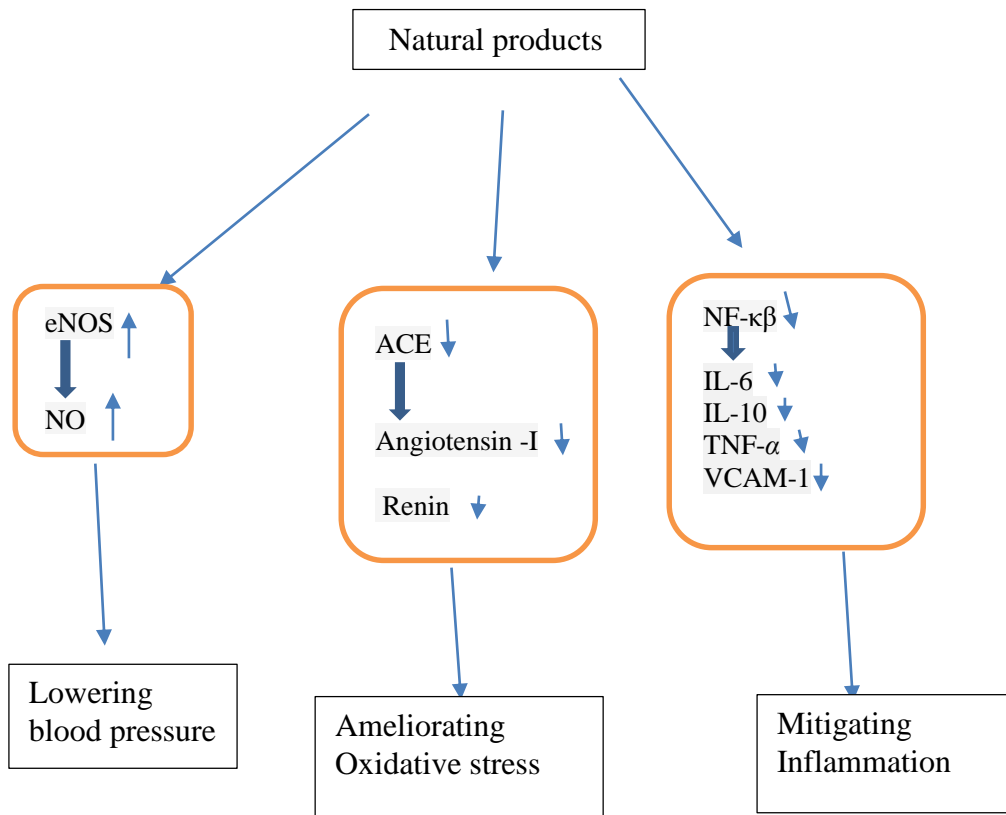 Natural products
eNOS
NO
ACE
Angiotensin -I
Renin
NF-κβ
IL-6
IL-10
TNF-α
VCAM-1
Lowering
blood pressure
Ameliorating
Oxidative stress
Mitigating
Inflammation